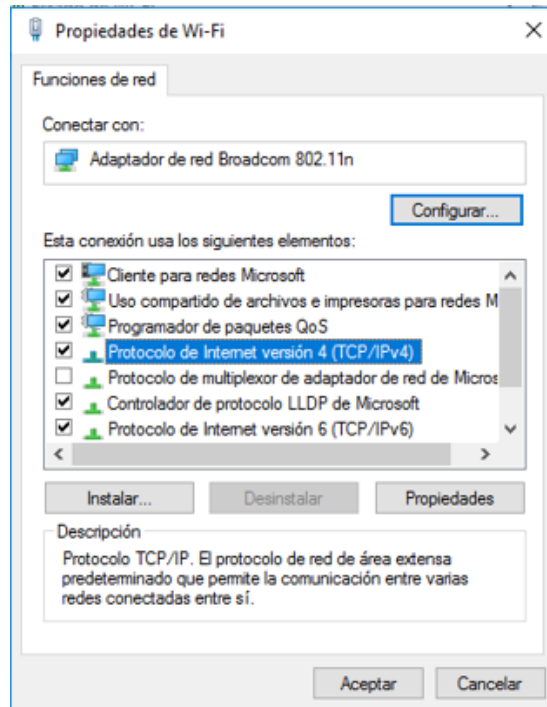 Propiedades de Wi-Fi
Funciones de red
Conectar con:
Adaptador de red Broadcom 802.11n
Configurar...
Esta conexión usa los siguientes elementos:
Cliente para redes Microsoft
Uso compartido de archivos e impresoras para redes M
Programador de paquetes QoS
Protocolo de Internet versión 4 (TCP/IPv4)
Protocolo de multiplexor de adaptador de red de Micros
Controlador de protocolo LLDP de Microsoft
Protocolo de Internet versión 6 (TCP/IPv6)
Instalar... Desinstalar Propiedades
Descripción
Protocolo TCP/IP. El protocolo de red de área extensa
predeterminado que permite la comunicación entre varias
redes conectadas entre sí.
Aceptar Cancelar